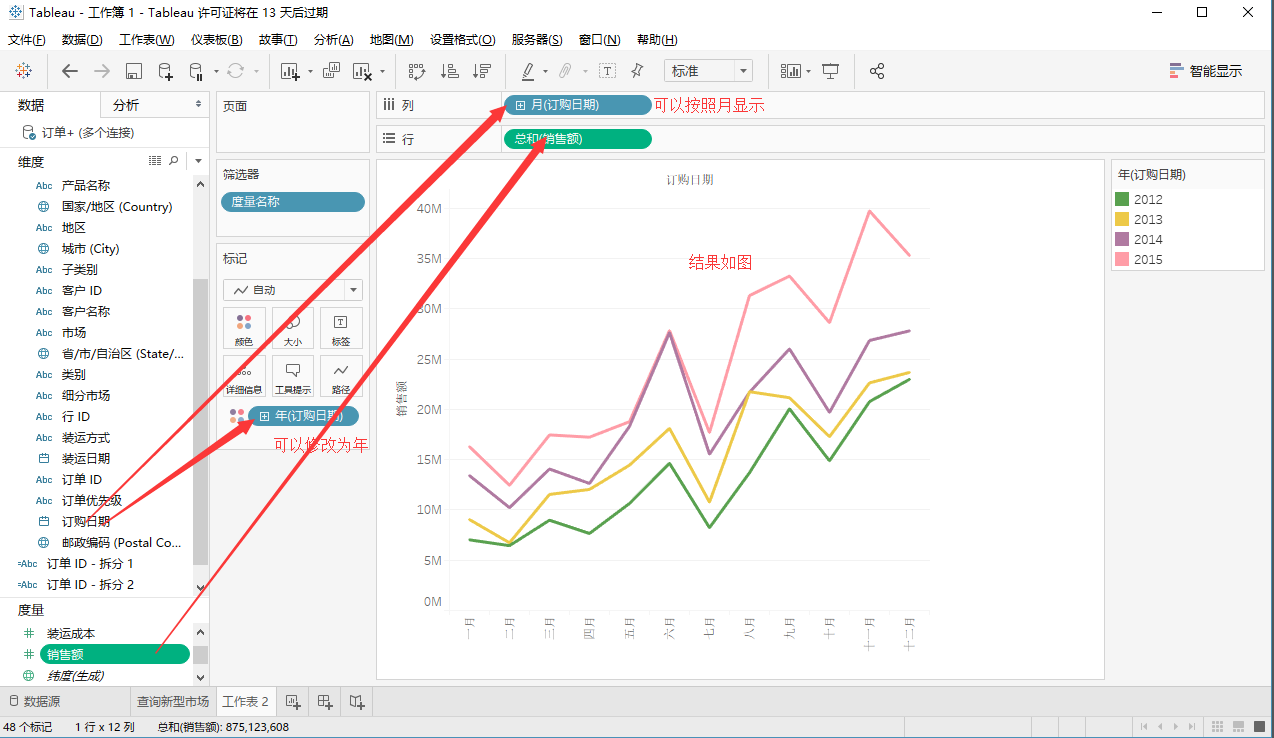 Tableau - 工作簿 1 - Tableau 许可证将在 13 天后过期
文件(F) 数据(D) 工作表(W) 仪表板(B) 故事(T) 分析(A) 地图(M) 设置格式(O) 服务器(S) 窗口(N) 帮助(H)
标准
智能显示
数据 分析
订单+ (多个连接)
维度
Abc 产品名称
国家/地区 (Country)
Abc 地区
城市 (City)
Abc 子类别
Abc 客户 ID
Abc 客户名称
Abc 市场
省/市/自治区 (State/...
Abc 类别
Abc 细分市场
Abc 行 ID
Abc 装运方式
装运日期
Abc 订单 ID
Abc 订单优先级
订购日期
邮政编码 (Postal Co...
=Abc 订单 ID - 拆分 1
=Abc 订单 ID - 拆分 2
度量
# 装运成本
# 销售额
纬度(生成)
页面
筛选器
度量名称
标记
自动
颜色 大小 标签
详细信息 工具提示 路径
年(订购日期)
可以修改为年
列 月(订购日期) 可以按照月显示
行 总和(销售额)
订购日期
结果如图
销售额
40M
35M
30M
25M
20M
15M
10M
5M
0M
一月 二月 三月 四月 五月 六月 七月 八月 九月 十月 十一月 十二月
年(订购日期)
2012
2013
2014
2015
数据源 查询新型市场 工作表 2
48 个标记 1 行 x 12 列 总和(销售额): 875,123,608